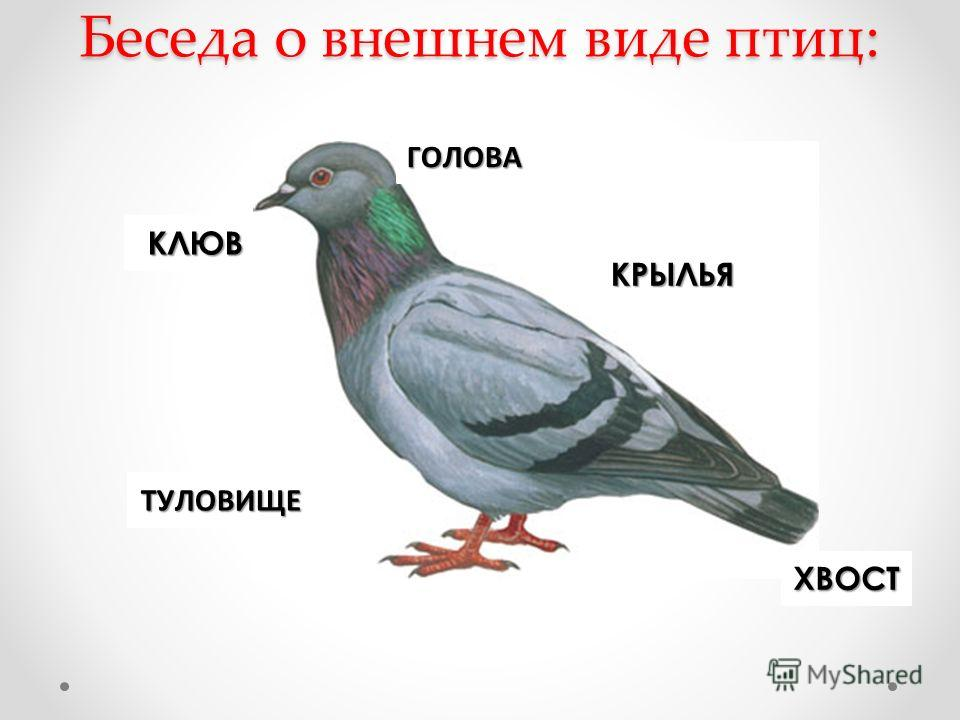 Беседа о внешнем виде птиц:
ГОЛОВА
КЛЮВ
КРЫЛЬЯ
ТУЛОВИЩЕ
ХВОСТ
MyShared